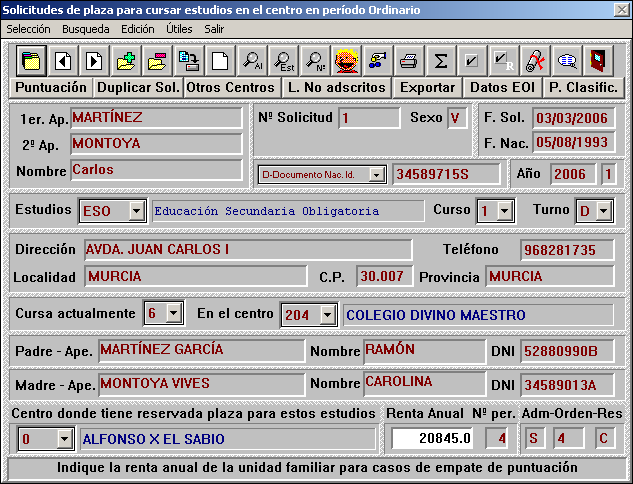 Solicitudes de plaza para cursar estudios en el centro en período Ordinario
Selección Busqueda Edición Útiles Salir
Al Est Nº R
Puntuación Duplicar Sol. Otros Centros L. No adscritos Exportar Datos EOI P. Clasific.
1er. Ap. MARTÍNEZ Nº Solicitud 1 Sexo V F. Sol. 03/03/2006
2º Ap. MONTOYA F. Nac. 05/08/1993
Nombre Carlos D-Documento Nac. Id. 34589715S Año 2006 1
Estudios ESO Educación Secundaria Obligatoria Curso 1 Turno D
Dirección AVDA. JUAN CARLOS I Teléfono 968281735
Localidad MURCIA C.P. 30.007 Provincia MURCIA
Cursa actualmente 6 En el centro 204 COLEGIO DIVINO MAESTRO
Padre - Ape. MARTÍNEZ GARCÍA Nombre RAMÓN DNI 52880990B
Madre - Ape. MONTOYA VIVES Nombre CAROLINA DNI 34589013A
Centro donde tiene reservada plaza para estos estudios Renta Anual Nº per. Adm-Orden-Res
0 ALFONSO X EL SABIO 20845.0 4 S 4 C
Indique la renta anual de la unidad familiar para casos de empate de puntuación